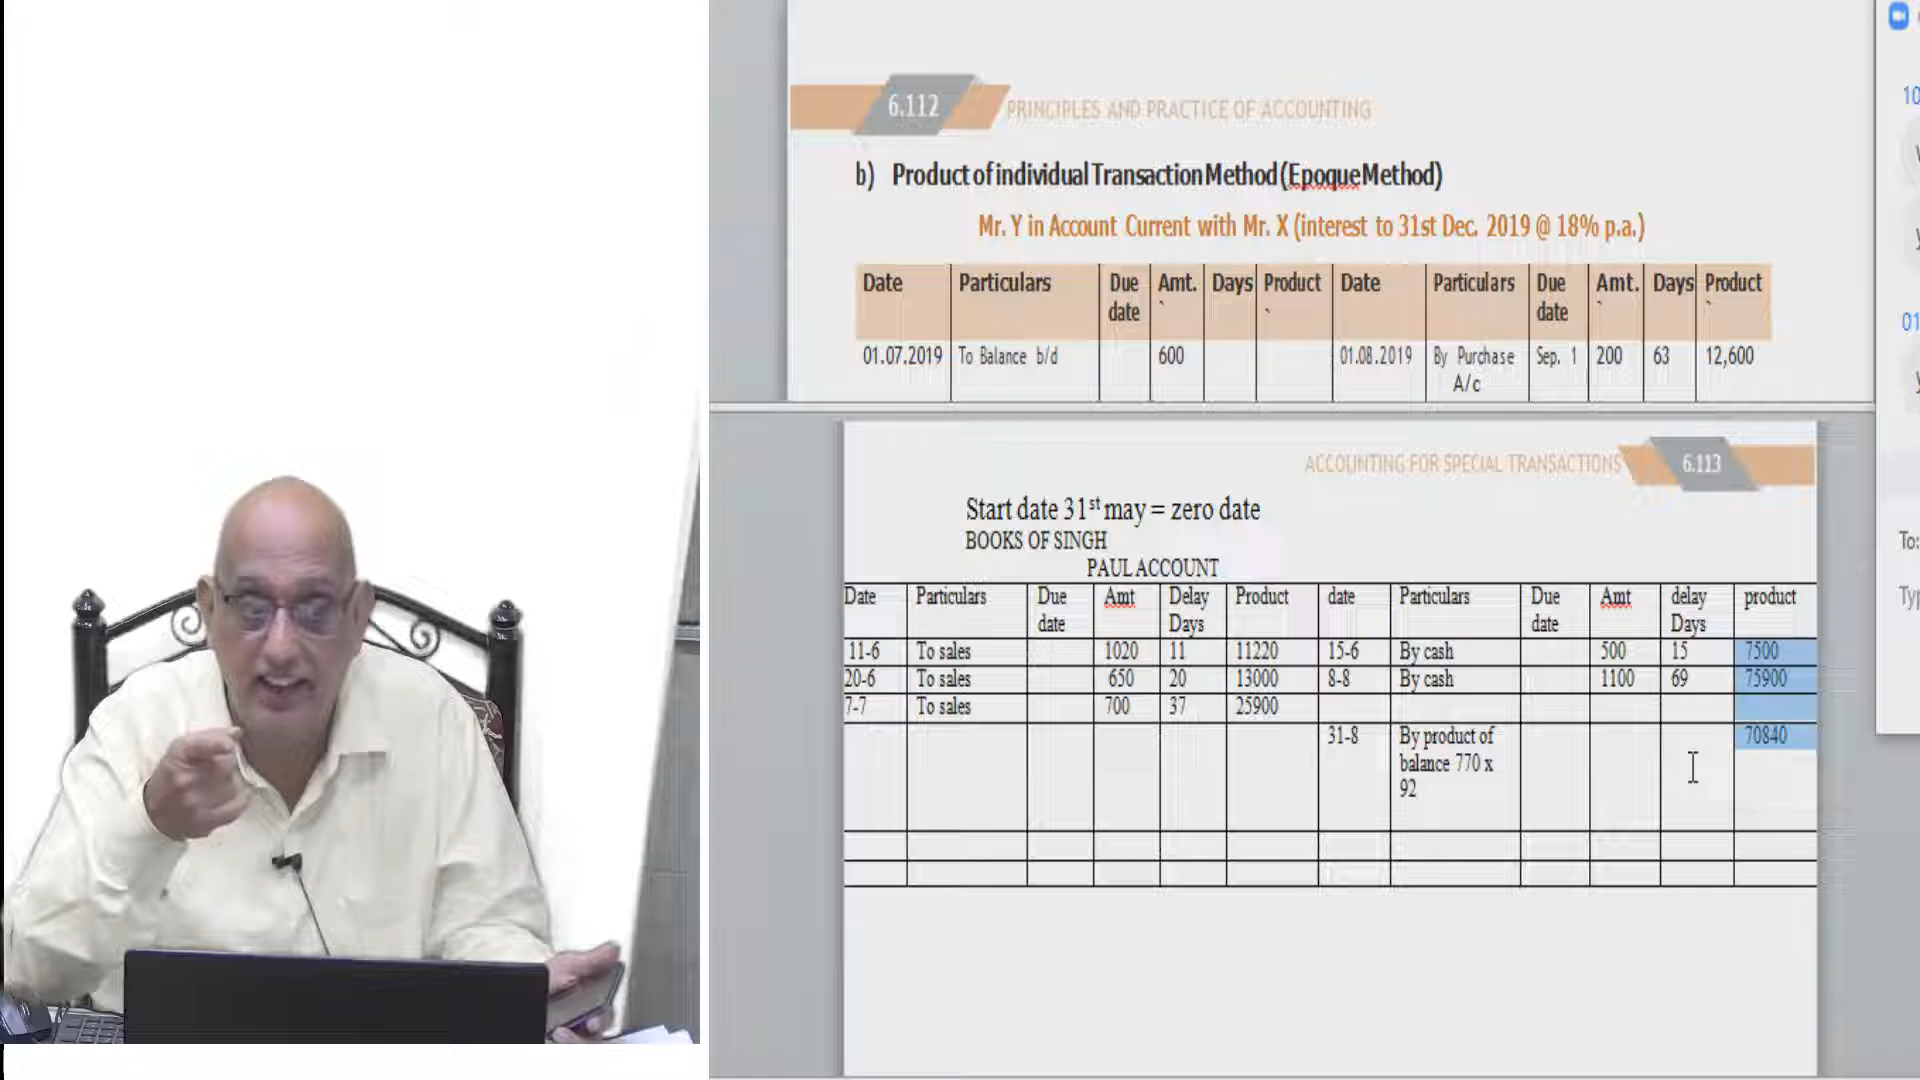 6.112 PRINCIPLES AND PRACTICE OF ACCOUNTING
b) Product of individual Transaction Method (Epoque Method)
Mr. Y in Account Current with Mr. X (interest to 31st Dec. 2019 @ 18% p.a.)
Date Particulars Due date Amt. ` Days Product ` Date Particulars Due date Amt. ` Days Product `
01.07.2019 To Balance b/d 600 01.08.2019 By Purchase A/c Sep. 1 200 63 12,600
ACCOUNTING FOR SPECIAL TRANSACTIONS 6.113
Start date 31st may = zero date
BOOKS OF SINGH
PAUL ACCOUNT
Date Particulars Due date Amt Delay Days Product date Particulars Due date Amt delay Days product
11-6 To sales 1020 11 11220 15-6 By cash 500 15 7500
20-6 To sales 650 20 13000 8-8 By cash 1100 69 75900
7-7 To sales 700 37 25900
31-8 By product of balance 770 x 92 70840
10
01
To: